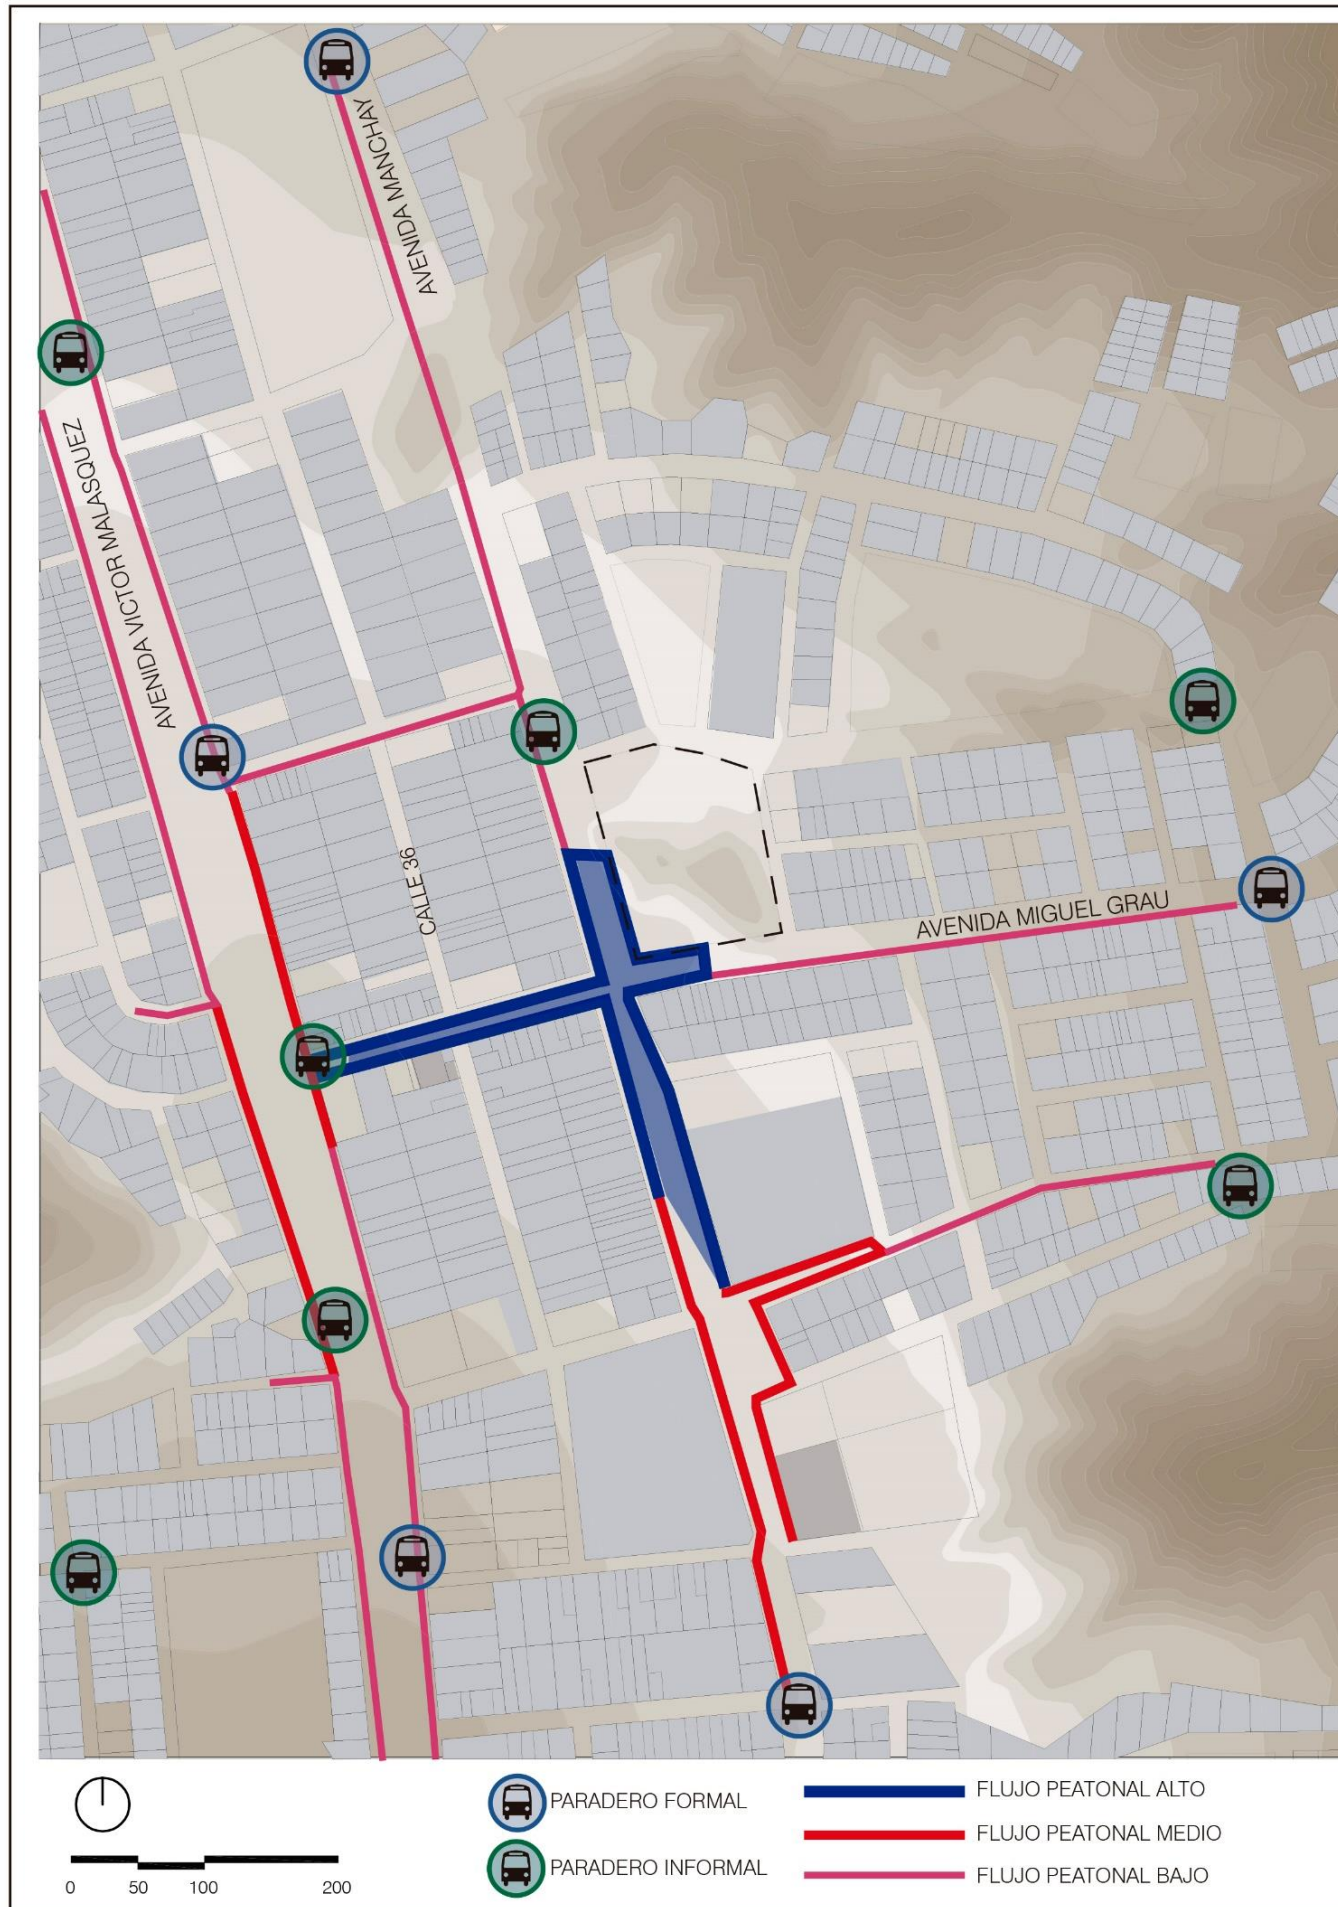 AVENIDA MANCHAY
AVENIDA VICTOR MALASQUEZ
CALLE 36
AVENIDA MIGUEL GRAU
PARADERO FORMAL
PARADERO INFORMAL
FLUJO PEATONAL ALTO
FLUJO PEATONAL MEDIO
FLUJO PEATONAL BAJO
0 50 100 200